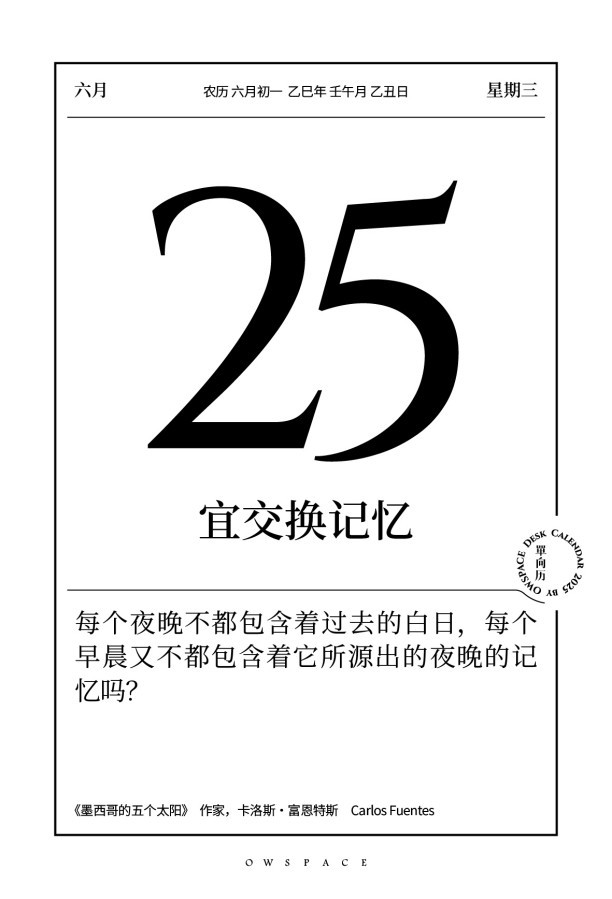 六月 农历 六月初一 乙巳年 壬午月 乙丑日 星期三
25
宜交换记忆
DESK CALENDAR 2025 BY OWSPACE
單向历
每个夜晚不都包含着过去的白日，每个
早晨又不都包含着它所源出的夜晚的记
忆吗？
《墨西哥的五个太阳》 作家，卡洛斯·富恩特斯 Carlos Fuentes
OWSPACE